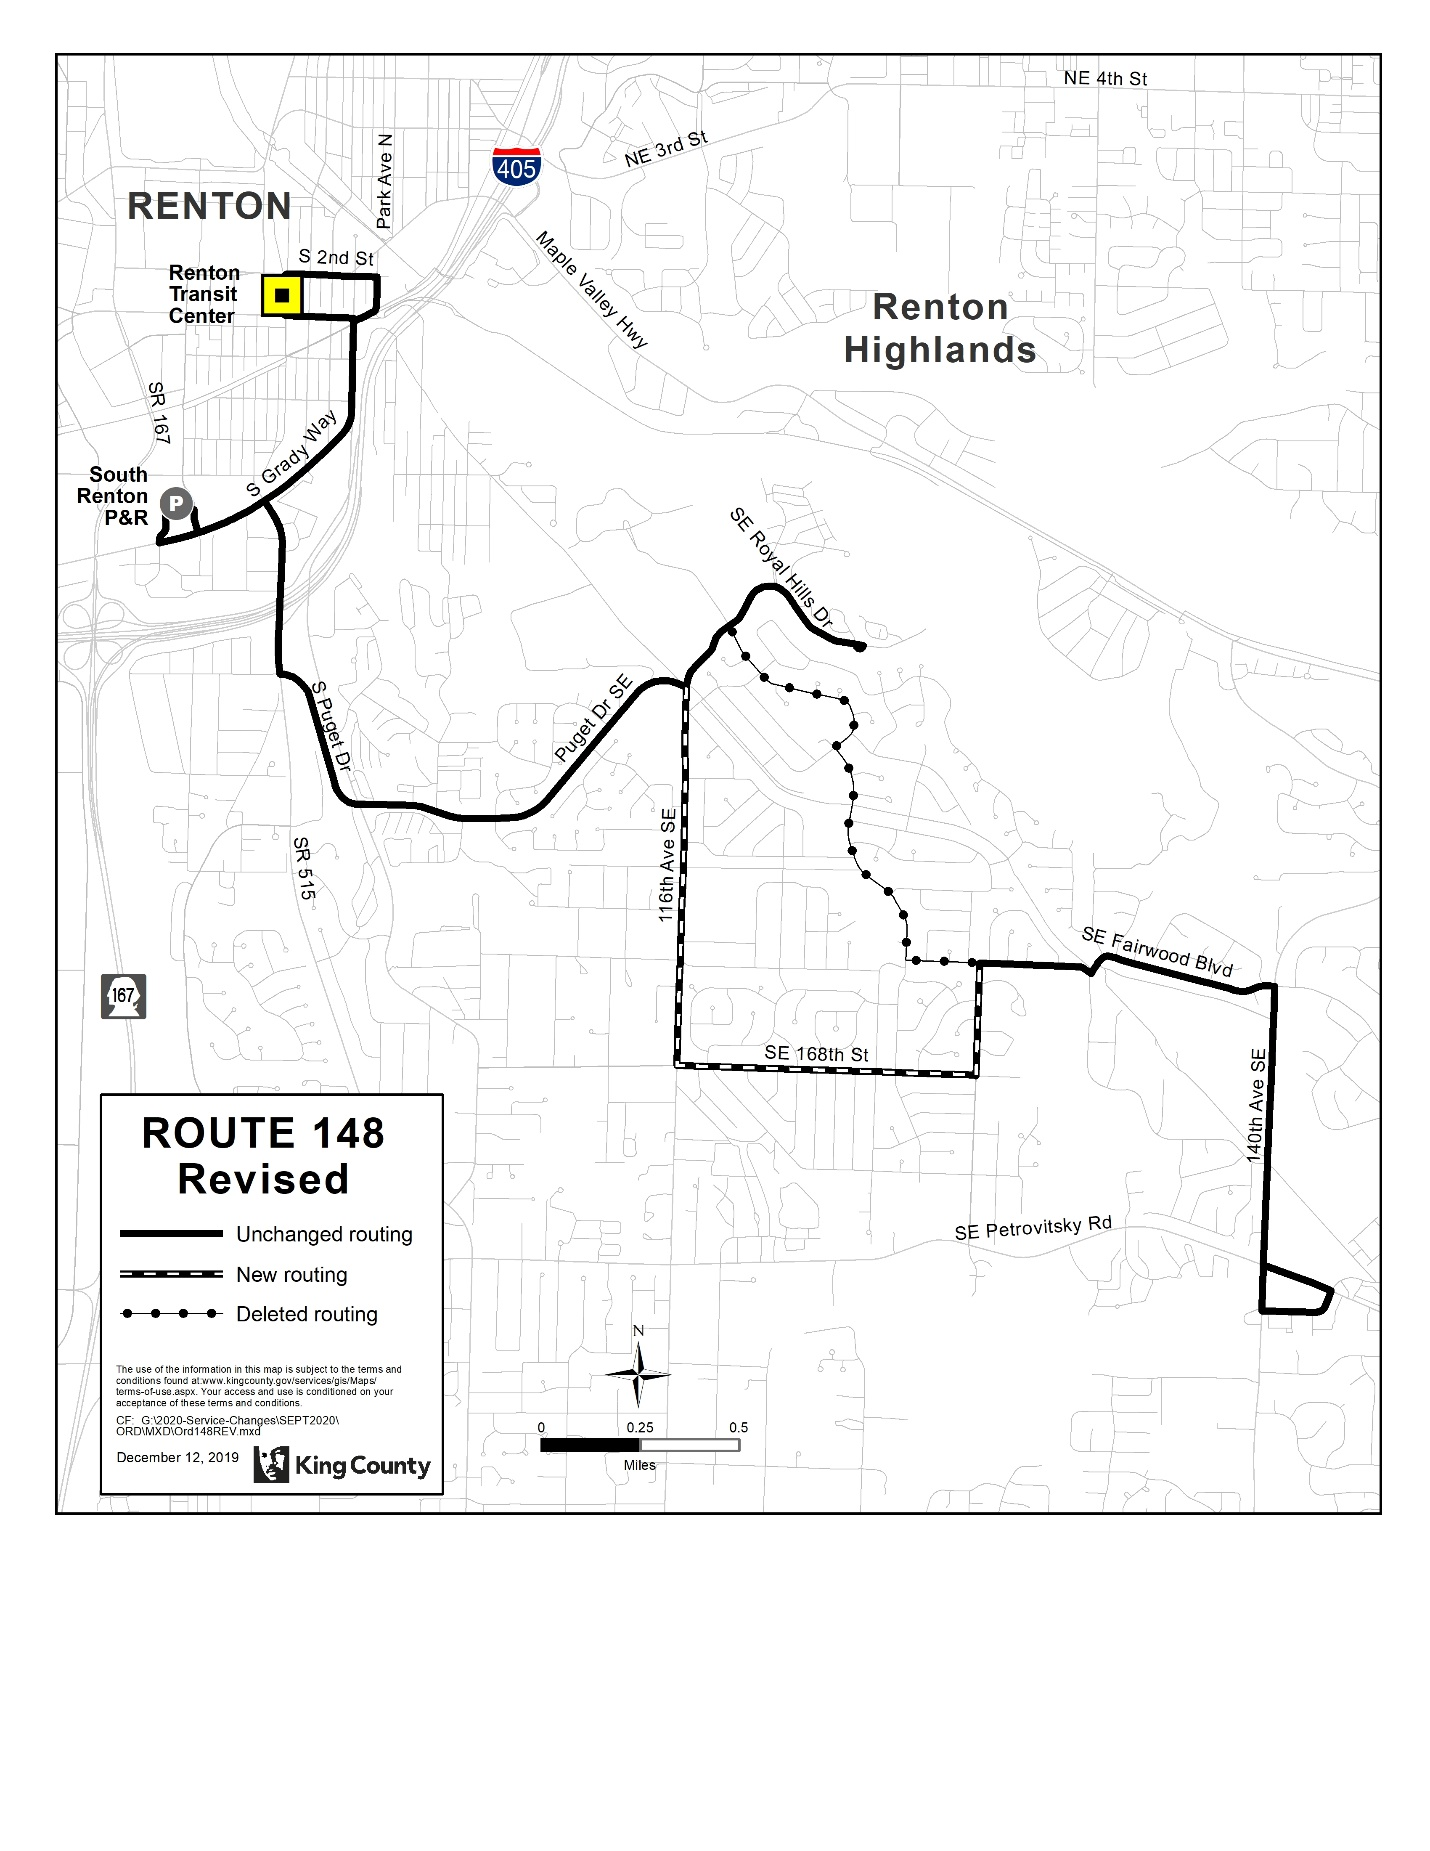 NE 4th St
NE 3rd St
Park Ave N
405
RENTON
Maple Valley Hwy
S 2nd St
Renton
Transit
Center
Renton
Highlands
SR 167
S Grady Way
South
Renton
P&R
P
SE Royal Hills Dr
S Puget Dr
Puget Dr SE
116th Ave SE
SR 515
SE Fairwood Blvd
167
SE 168th St
140th Ave SE
SE Petrovitsky Rd
ROUTE 148
Revised
Unchanged routing
New routing
Deleted routing
The use of the information in this map is subject to the terms and
conditions found at:www.kingcounty.gov/services/gis/Maps/
terms-of-use.aspx. Your access and use is conditioned on your
acceptance of these terms and conditions.
CF: G:\2020-Service-Changes\SEPT2020\
ORD\MXD\Ord148REV.mxd
December 12, 2019
King County
N
0 0.25 0.5
Miles